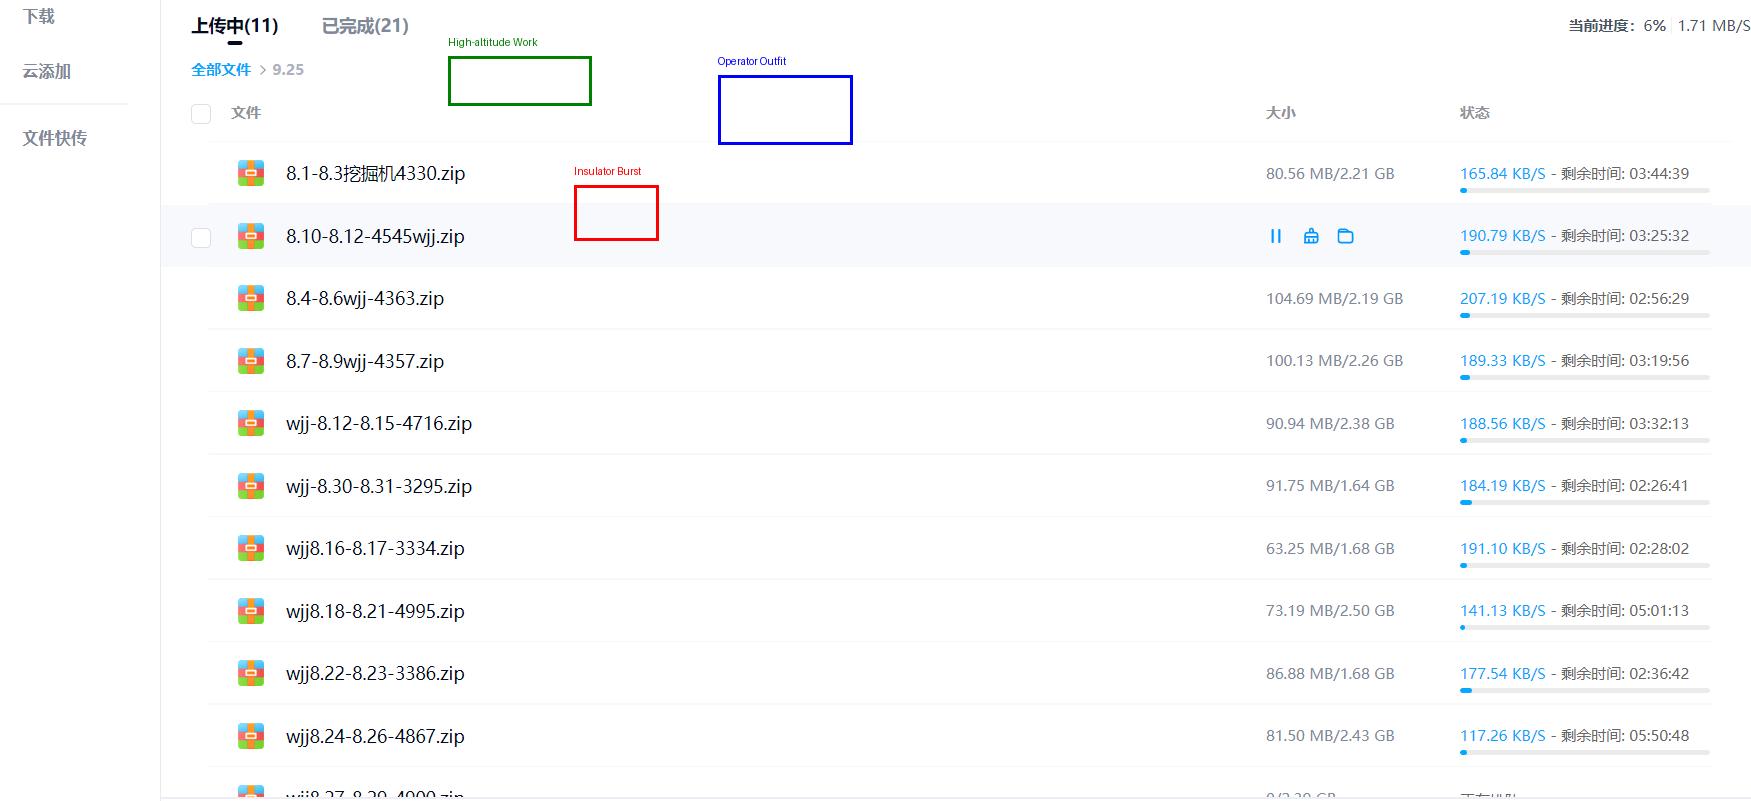 下载
云添加
文件快传
上传中(11) 已完成(21)
当前进度: 6% 1.71 MB/S
High-altitude Work
Operator Outfit
全部文件 > 9.25
文件 大小 状态
Insulator Burst
8.1-8.3挖掘机4330.zip 80.56 MB/2.21 GB 165.84 KB/S - 剩余时间: 03:44:39
8.10-8.12-4545wjj.zip 190.79 KB/S - 剩余时间: 03:25:32
8.4-8.6wjj-4363.zip 104.69 MB/2.19 GB 207.19 KB/S - 剩余时间: 02:56:29
8.7-8.9wjj-4357.zip 100.13 MB/2.26 GB 189.33 KB/S - 剩余时间: 03:19:56
wjj-8.12-8.15-4716.zip 90.94 MB/2.38 GB 188.56 KB/S - 剩余时间: 03:32:13
wjj-8.30-8.31-3295.zip 91.75 MB/1.64 GB 184.19 KB/S - 剩余时间: 02:26:41
wjj8.16-8.17-3334.zip 63.25 MB/1.68 GB 191.10 KB/S - 剩余时间: 02:28:02
wjj8.18-8.21-4995.zip 73.19 MB/2.50 GB 141.13 KB/S - 剩余时间: 05:01:13
wjj8.22-8.23-3386.zip 86.88 MB/1.68 GB 177.54 KB/S - 剩余时间: 02:36:42
wjj8.24-8.26-4867.zip 81.50 MB/2.43 GB 117.26 KB/S - 剩余时间: 05:50:48